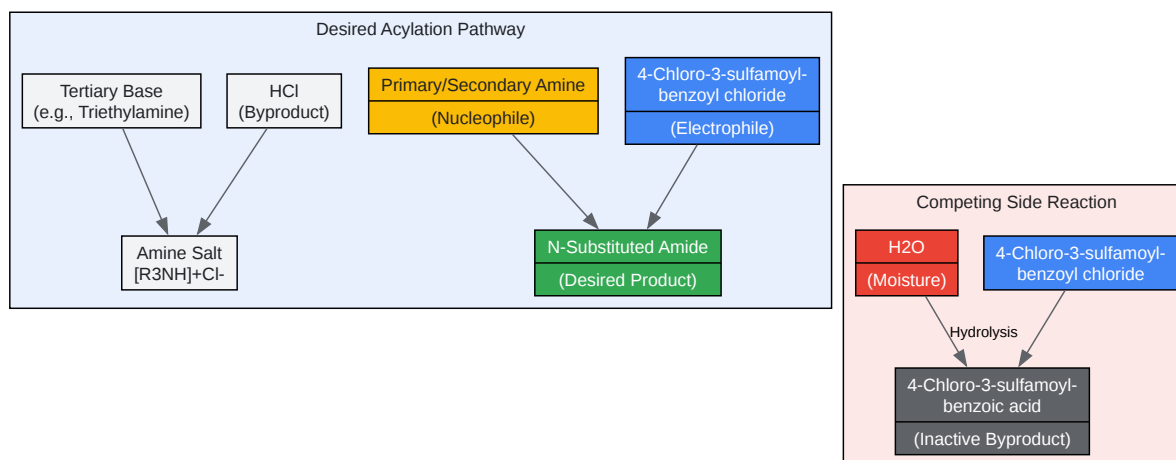 Desired Acylation Pathway
Tertiary Base
(e.g., Triethylamine)
HCl
(Byproduct)
Primary/Secondary Amine
(Nucleophile)
4-Chloro-3-sulfamoyl-
benzoyl chloride
(Electrophile)
Amine Salt
[R3NH]+Cl-
N-Substituted Amide
(Desired Product)
Competing Side Reaction
H2O
(Moisture)
4-Chloro-3-sulfamoyl-
benzoyl chloride
Hydrolysis
4-Chloro-3-sulfamoyl-
benzoic acid
(Inactive Byproduct)